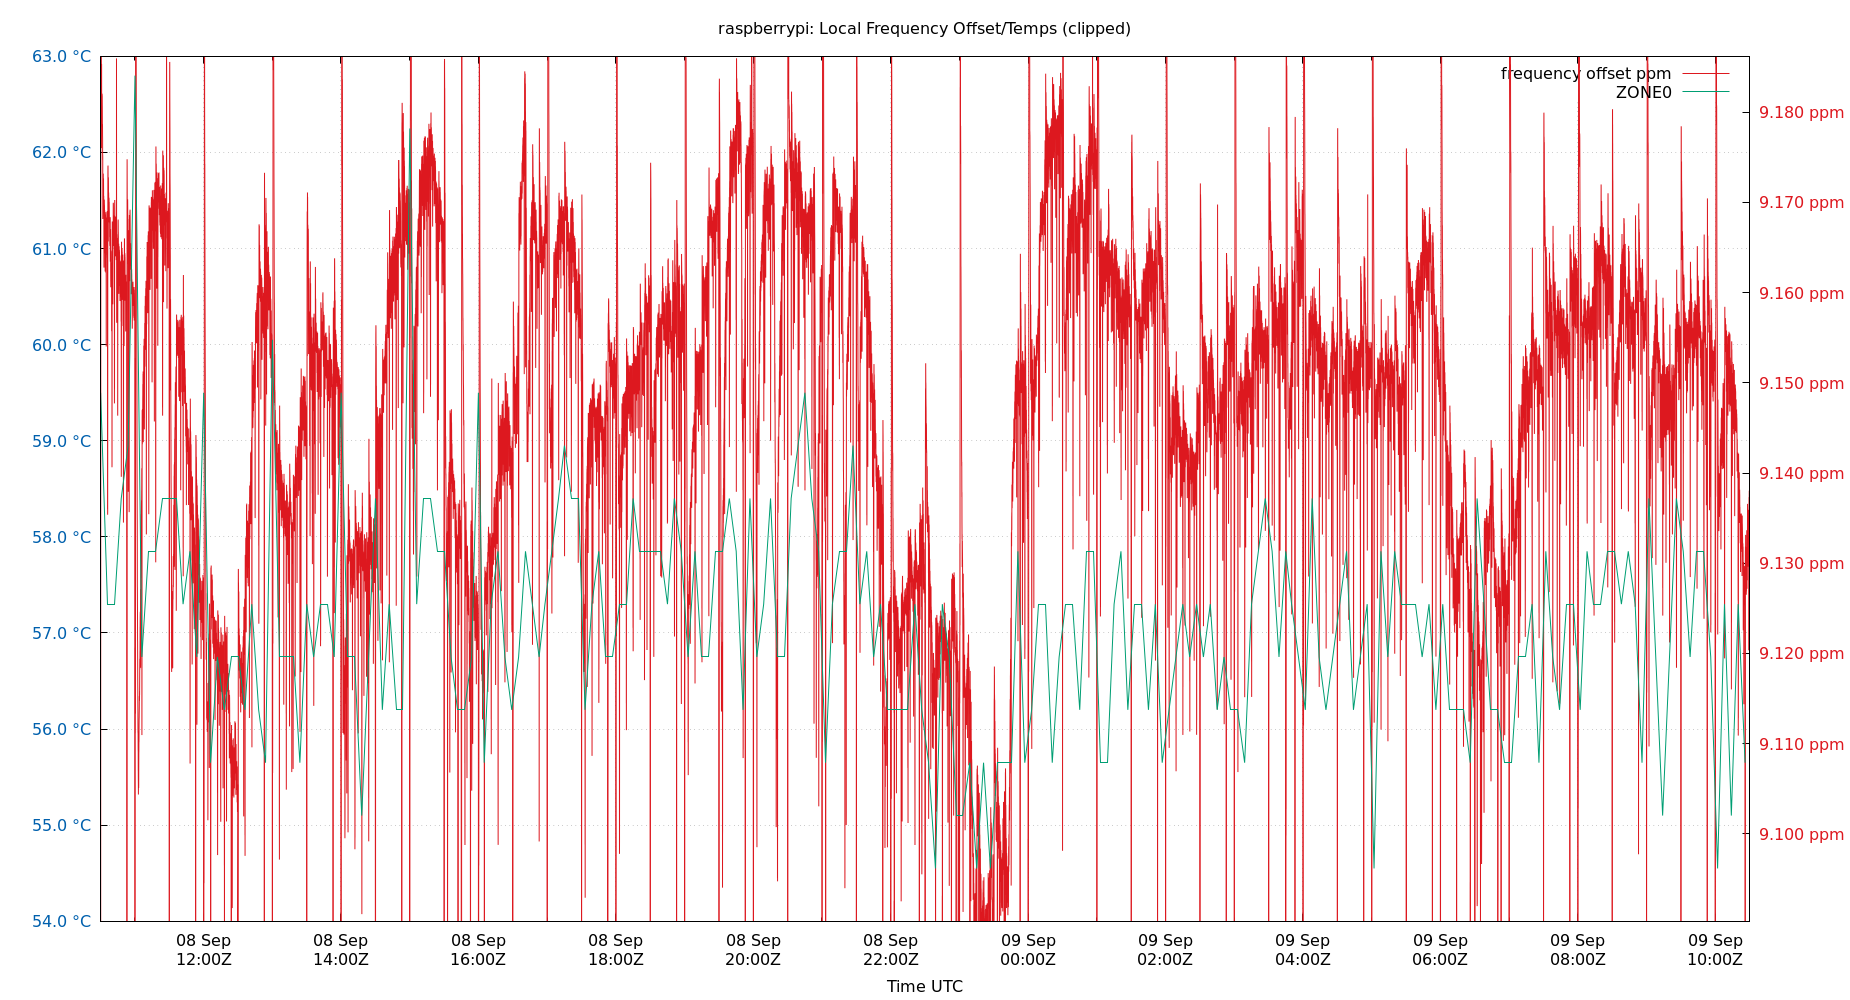 raspberrypi: Local Frequency Offset/Temps (clipped)
63.0 °C
62.0 °C
61.0 °C
60.0 °C
59.0 °C
58.0 °C
57.0 °C
56.0 °C
55.0 °C
54.0 °C
frequency offset ppm
ZONE0
9.180 ppm
9.170 ppm
9.160 ppm
9.150 ppm
9.140 ppm
9.130 ppm
9.120 ppm
9.110 ppm
9.100 ppm
08 Sep 08 Sep 08 Sep 08 Sep 08 Sep 08 Sep 09 Sep 09 Sep 09 Sep 09 Sep 09 Sep 09 Sep
12:00Z 14:00Z 16:00Z 18:00Z 20:00Z 22:00Z 00:00Z 02:00Z 04:00Z 06:00Z 08:00Z 10:00Z
Time UTC